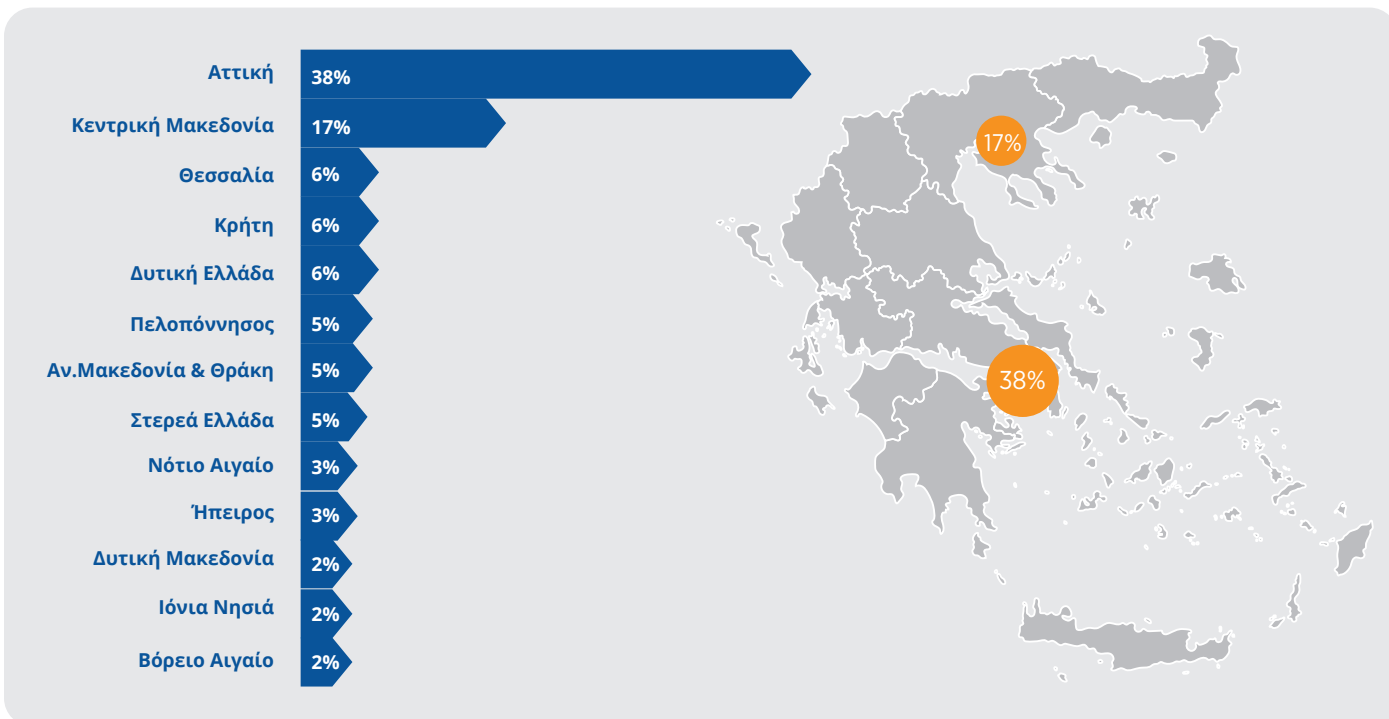 Αττική 38%
Κεντρική Μακεδονία 17%
Θεσσαλία 6%
Κρήτη 6%
Δυτική Ελλάδα 6%
Πελοπόννησος 5%
Αν.Μακεδονία & Θράκη 5%
Στερεά Ελλάδα 5%
Νότιο Αιγαίο 3%
Ήπειρος 3%
Δυτική Μακεδονία 2%
Ιόνια Νησιά 2%
Βόρειο Αιγαίο 2%
17%
38%